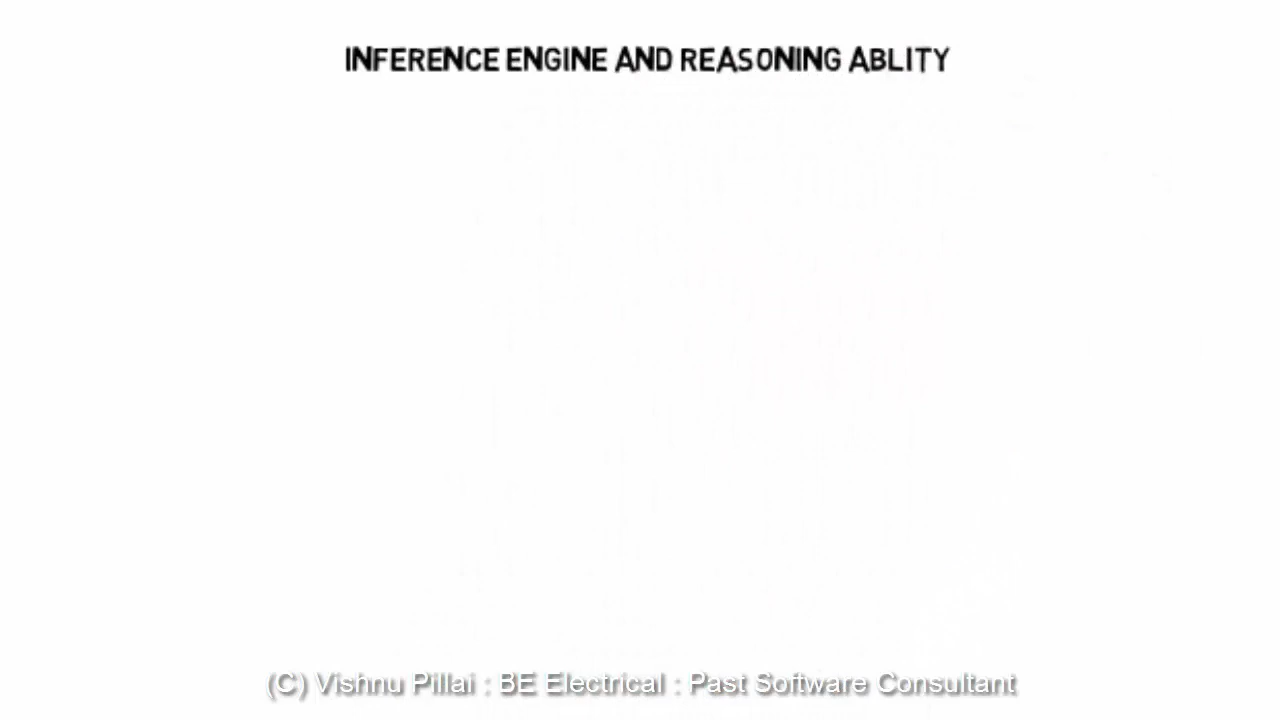 INFERENCE ENGINE AND REASONING ABLITY
(C) Vishnu Pillai : BE Electrical : Past Software Consultant